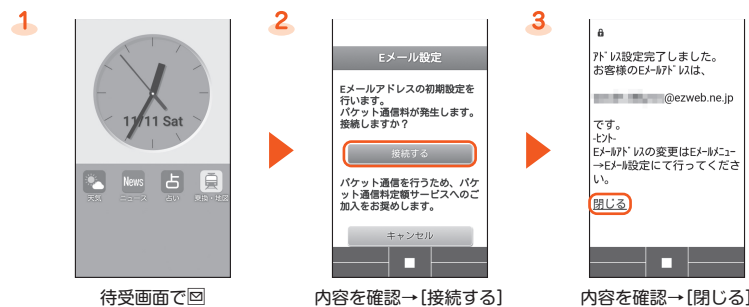 1
11/11 Sat
天気
News
ニュース
占
占い
乗換・地図
待受画面で
2
Eメール設定
Eメールアドレスの初期設定を
行います。
パケット通信料が発生します。
接続しますか？
接続する
パケット通信を行うため、パケ
ット通信料定額サービスへのご
加入をお奨めします。
キャンセル
内容を確認→[接続する]
3
ｱﾄﾞﾚｽ設定完了しました。
お客様のEﾒｰﾙｱﾄﾞﾚｽは、
@ezweb.ne.jp
です。
-ﾋﾝﾄ-
Eﾒｰﾙｱﾄﾞﾚｽの変更はEﾒｰﾙﾒﾆｭｰ
→Eﾒｰﾙ設定にて行ってくださ
い。
閉じる
内容を確認→[閉じる]